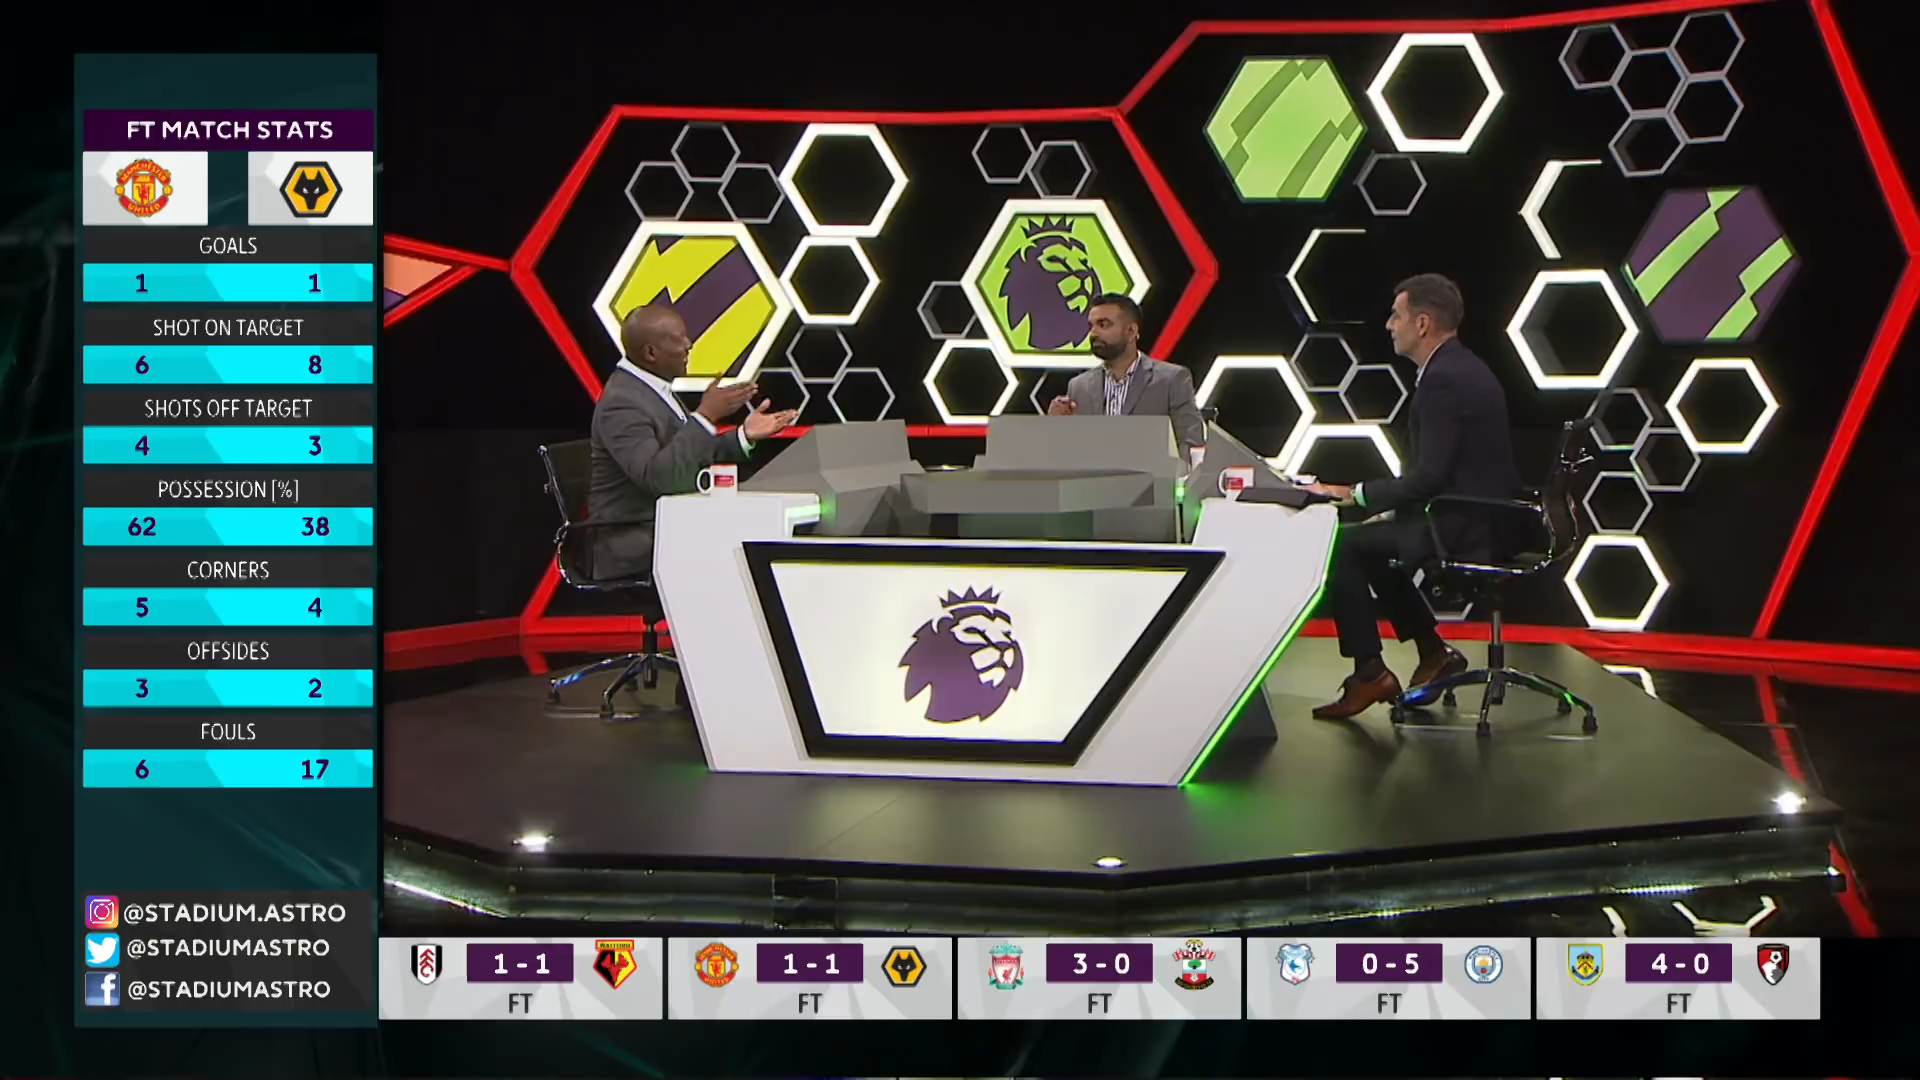 FT MATCH STATS
GOALS
1 1
SHOT ON TARGET
6 8
SHOTS OFF TARGET
4 3
POSSESSION [%]
62 38
CORNERS
5 4
OFFSIDES
3 2
FOULS
6 17
@STADIUM.ASTRO
@STADIUMASTRO
@STADIUMASTRO
1 - 1
FT
1 - 1
FT
3 - 0
FT
0 - 5
FT
4 - 0
FT